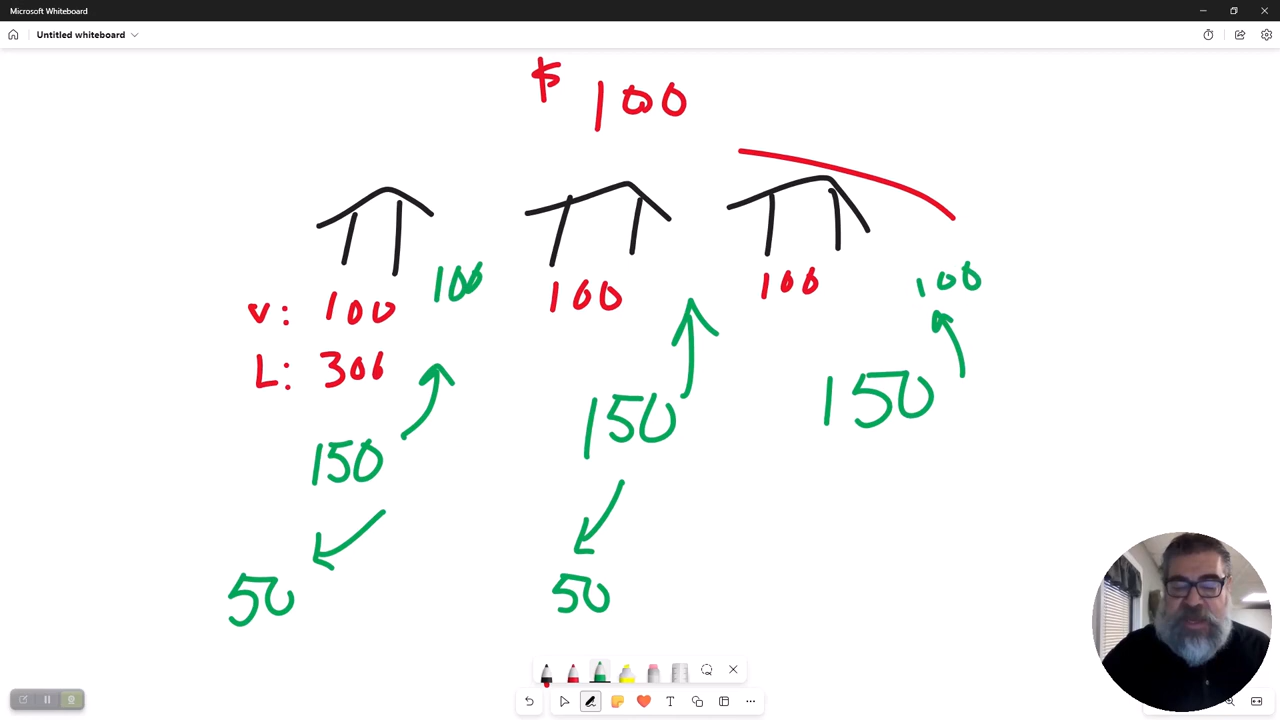 Microsoft Whiteboard
Untitled whiteboard
$ 100
V: 100 100 100 100 100
L: 300
150 150 150
50 50
T